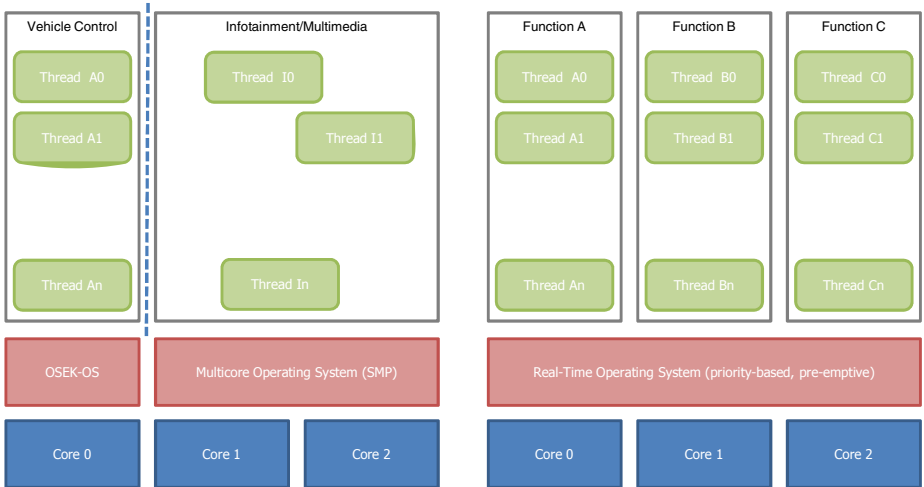 Vehicle Control
Infotainment/Multimedia
Function A
Function B
Function C
Thread A0
Thread I0
Thread A0
Thread B0
Thread C0
Thread A1
Thread I1
Thread A1
Thread B1
Thread C1
Thread An
Thread In
Thread An
Thread Bn
Thread Cn
OSEK-OS
Multicore Operating System (SMP)
Real-Time Operating System (priority-based, pre-emptive)
Core 0
Core 1
Core 2
Core 0
Core 1
Core 2